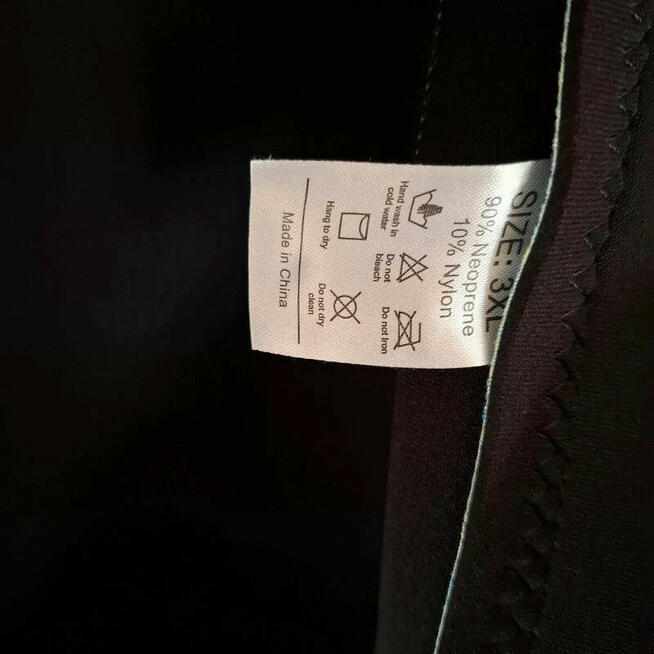 SIZE: 3XL
90% Neoprene
10% Nylon
Hand wash in
cold water
Do not
bleach
Do not Iron
Hang to dry
Do not dry
clean
Made in China